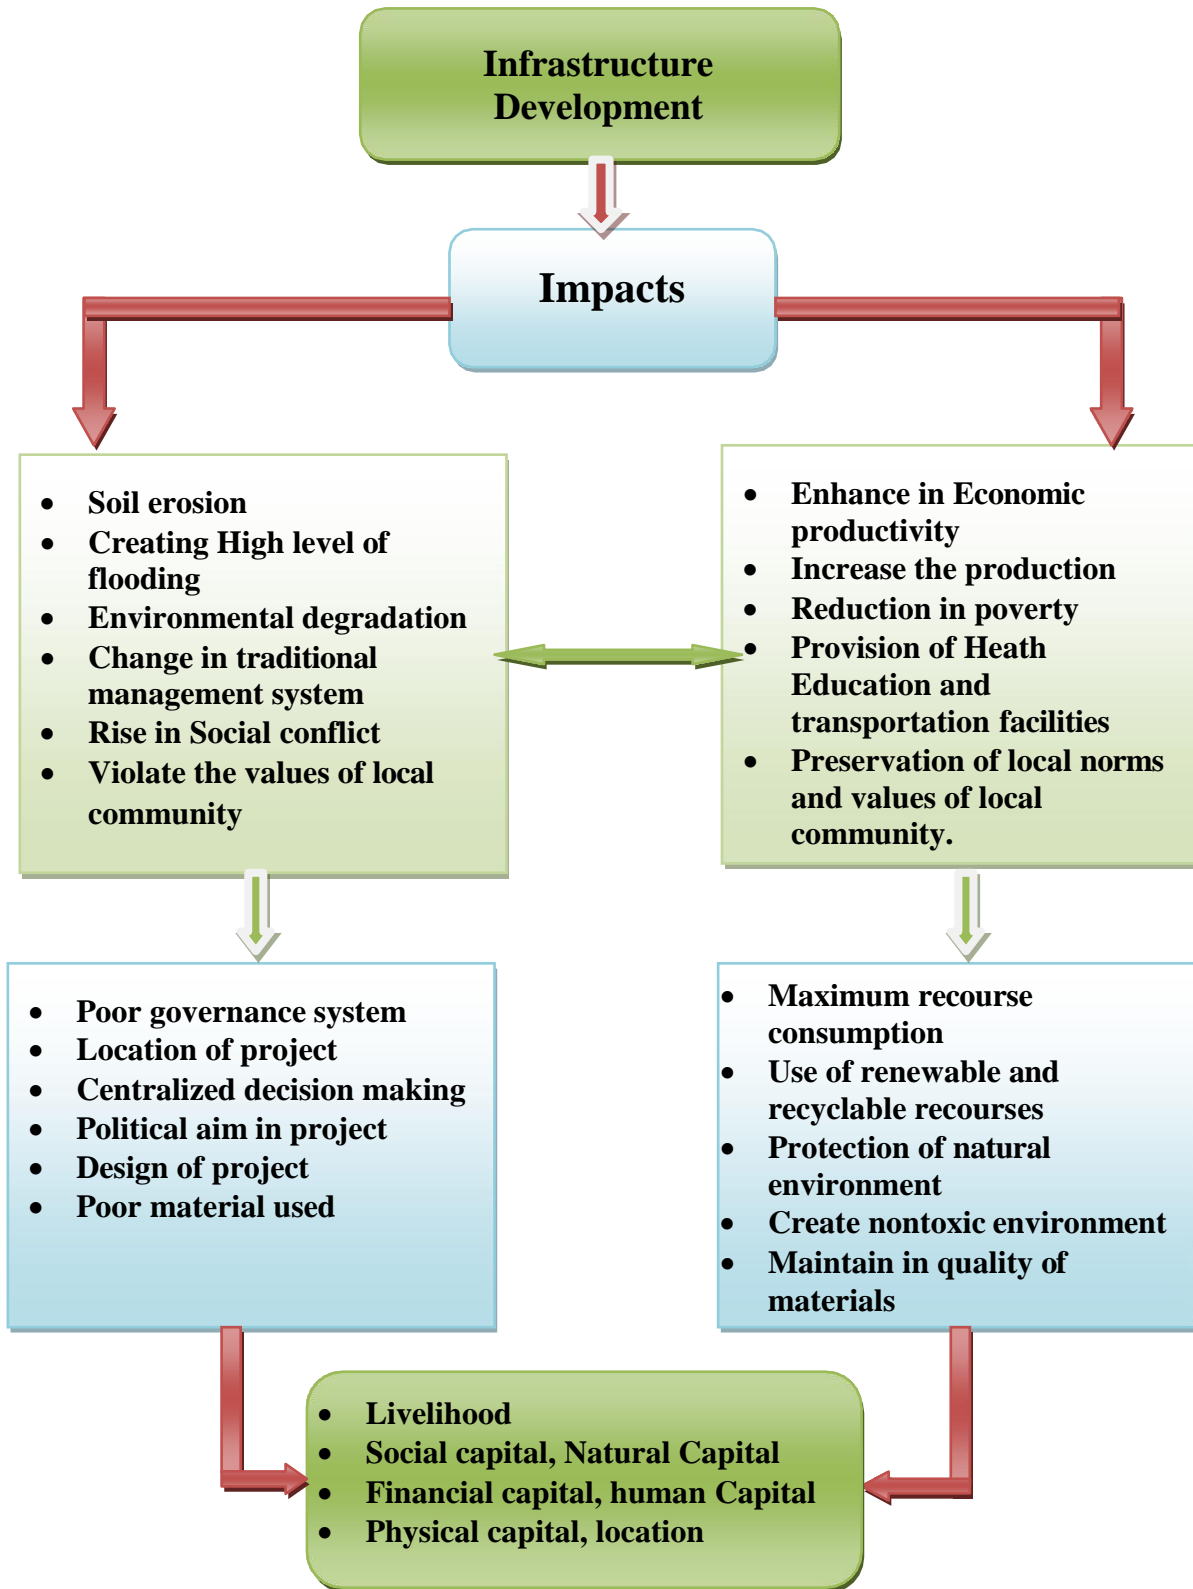 Infrastructure
Development
Impacts
• Soil erosion
• Creating High level of
flooding
• Environmental degradation
• Change in traditional
management system
• Rise in Social conflict
• Violate the values of local
community
• Enhance in Economic
productivity
• Increase the production
• Reduction in poverty
• Provision of Heath
Education and
transportation facilities
• Preservation of local norms
and values of local
community.
• Poor governance system
• Location of project
• Centralized decision making
• Political aim in project
• Design of project
• Poor material used
• Maximum recourse
consumption
• Use of renewable and
recyclable recourses
• Protection of natural
environment
• Create nontoxic environment
• Maintain in quality of
materials
• Livelihood
• Social capital, Natural Capital
• Financial capital, human Capital
• Physical capital, location